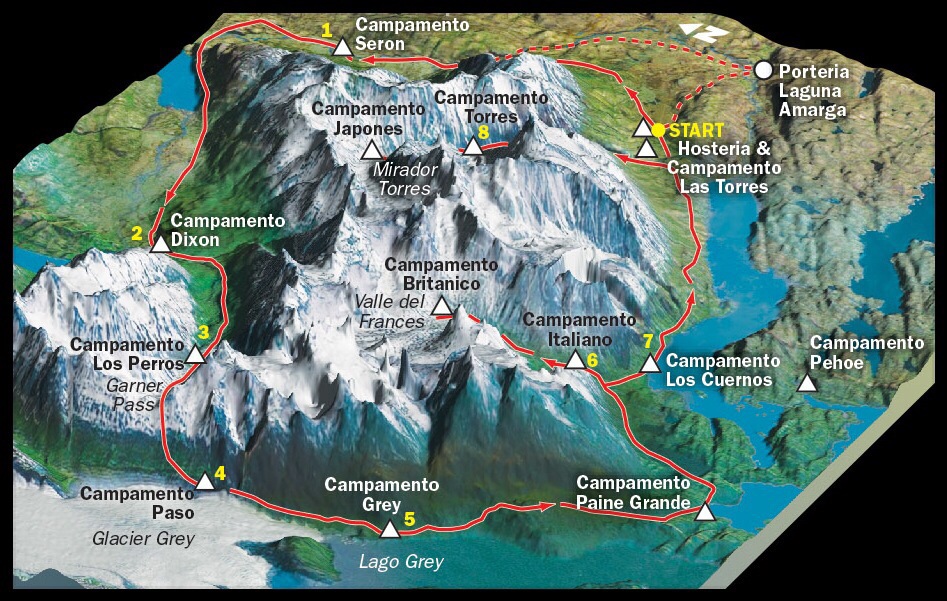 1
Campamento
Seron
N
Porteria
Laguna
Amarga
Campamento
Japones
Campamento
Torres
8
START
Hosteria &
Campamento
Las Torres
Mirador
Torres
2
Campamento
Dixon
Campamento
Britanico
Valle del
Frances
Campamento
Italiano
6
7
Campamento
Los Cuernos
Campamento
Pehoe
3
Campamento
Los Perros
Garner
Pass
4
Campamento
Paso
Glacier Grey
Campamento
Grey
5
Lago Grey
Campamento
Paine Grande